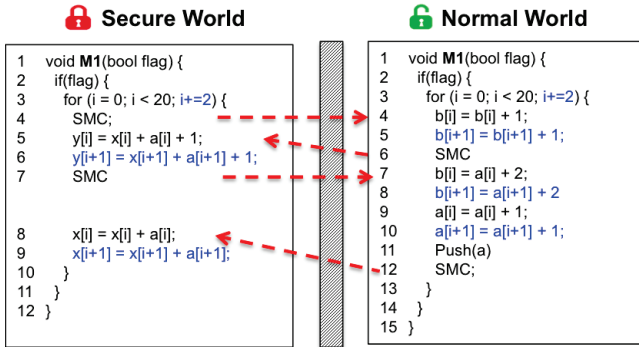 Secure World
1 void M1(bool flag) {
2 if(flag) {
3 for (i = 0; i < 20; i+=2) {
4 SMC;
5 y[i] = x[i] + a[i] + 1;
6 y[i+1] = x[i+1] + a[i+1] + 1;
7 SMC
8 x[i] = x[i] + a[i];
9 x[i+1] = x[i+1] + a[i+1];
10 }
11 }
12 }
Normal World
1 void M1(bool flag) {
2 if(flag) {
3 for (i = 0; i < 20; i+=2) {
4 b[i] = b[i] + 1;
5 b[i+1] = b[i+1] + 1;
6 SMC
7 b[i] = a[i] + 2;
8 b[i+1] = a[i+1] + 2
9 a[i] = a[i] + 1;
10 a[i+1] = a[i+1] + 1;
11 Push(a)
12 SMC;
13 }
14 }
15 }